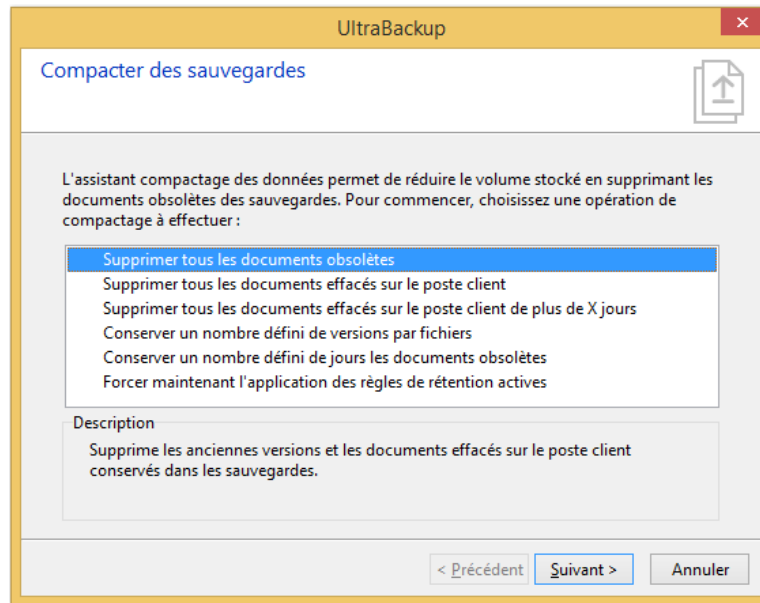 UltraBackup
Compacter des sauvegardes
L'assistant compactage des données permet de réduire le volume stocké en supprimant les
documents obsolètes des sauvegardes. Pour commencer, choisissez une opération de
compactage à effectuer :
Supprimer tous les documents obsolètes
Supprimer tous les documents effacés sur le poste client
Supprimer tous les documents effacés sur le poste client de plus de X jours
Conserver un nombre défini de versions par fichiers
Conserver un nombre défini de jours les documents obsolètes
Forcer maintenant l'application des règles de rétention actives
Description
Supprime les anciennes versions et les documents effacés sur le poste client
conservés dans les sauvegardes.
< Précédent Suivant > Annuler